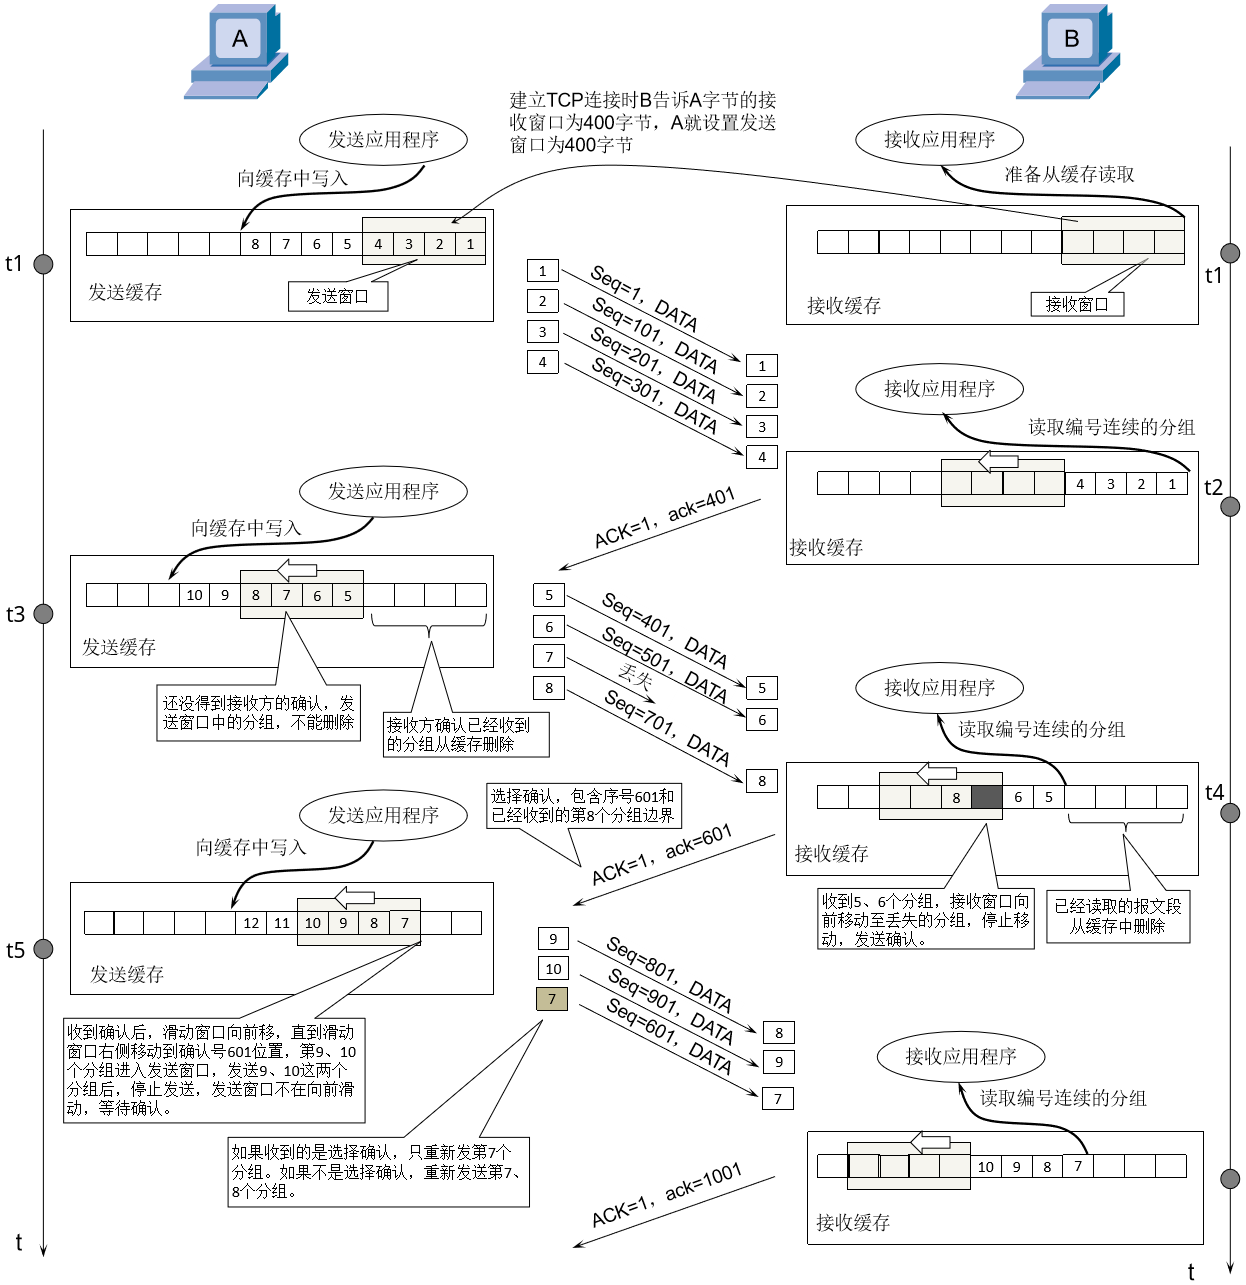 A
B
建立TCP连接时B告诉A字节的接
收窗口为400字节，A就设置发送
窗口为400字节
发送应用程序
接收应用程序
向缓存中写入
准备从缓存读取
8 7 6 5 4 3 2 1
t1
t1
发送缓存
发送窗口
接收缓存
接收窗口
1
2
3
4
Seq=1，DATA
Seq=101，DATA
Seq=201，DATA
Seq=301，DATA
1
2
3
4
接收应用程序
读取编号连续的分组
4 3 2 1
t2
接收缓存
ACK=1，ack=401
发送应用程序
向缓存中写入
10 9 8 7 6 5
t3
发送缓存
还没得到接收方的确认，发
送窗口中的分组，不能删除
接收方确认已经收到
的分组从缓存删除
5
6
7
8
Seq=401，DATA
Seq=501，DATA
丢失
Seq=701，DATA
5
6
8
接收应用程序
读取编号连续的分组
8 6 5
t4
接收缓存
收到5、6个分组，接收窗口向
前移动至丢失的分组，停止移
动，发送确认。
已经读取的报文段
从缓存中删除
选择确认，包含序号601和
已经收到的第8个分组边界
ACK=1，ack=601
发送应用程序
向缓存中写入
12 11 10 9 8 7
t5
发送缓存
收到确认后，滑动窗口向前移，直到滑动
窗口右侧移动到确认号601位置，第9、10
个分组进入发送窗口，发送9、10这两个
分组后，停止发送，发送窗口不在向前滑
动，等待确认。
9
10
7
Seq=801，DATA
Seq=901，DATA
Seq=601，DATA
8
9
7
如果收到的是选择确认，只重新发第7个
分组。如果不是选择确认，重新发送第7、
8个分组。
接收应用程序
读取编号连续的分组
10 9 8 7
接收缓存
ACK=1，ack=1001
t
t